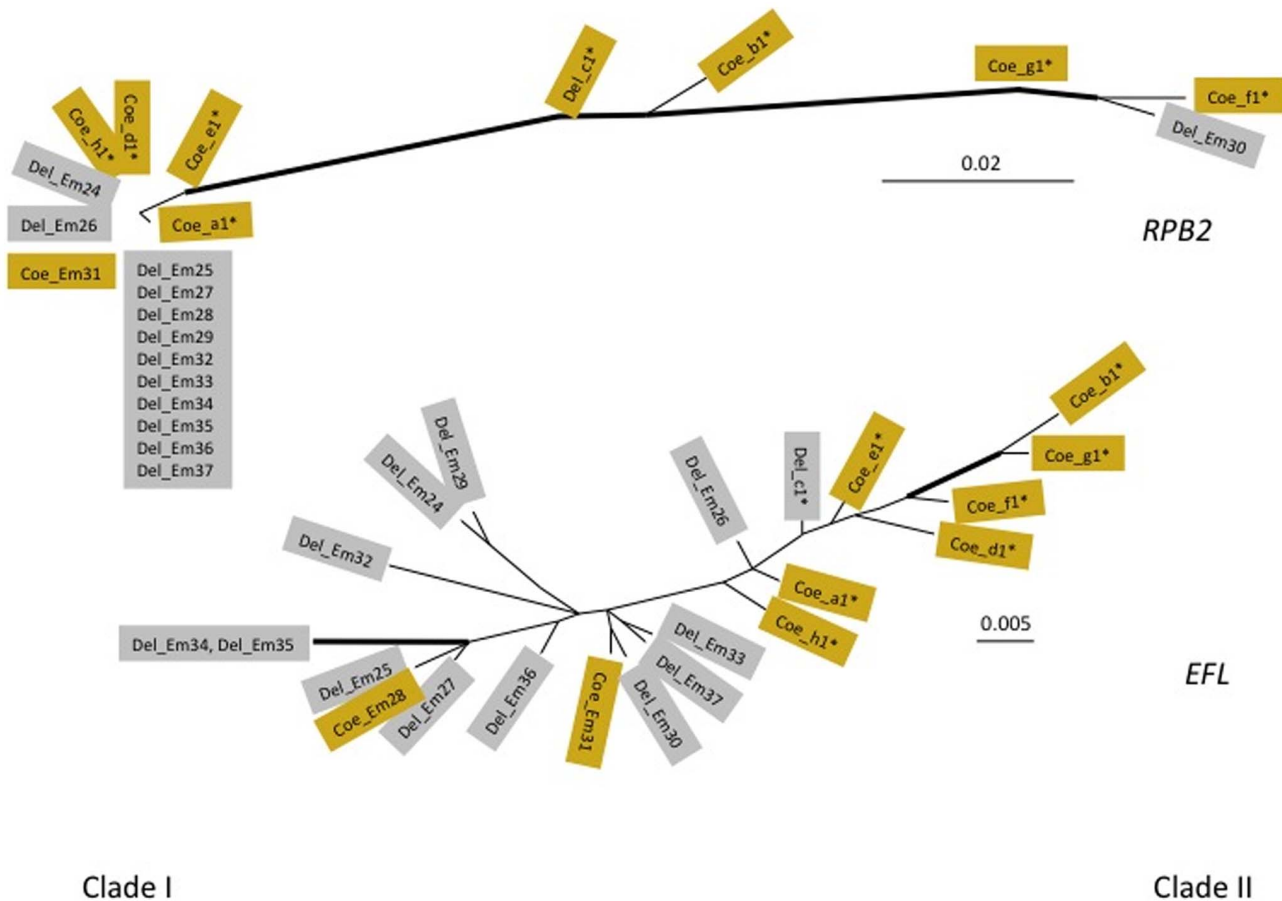 Coe_b1*
Del_c1*
Coe_g1*
Coe_d1*
Coe_f1*
Coe_h1*
Coe_e1*
Del_Em30
Del_Em24
0.02
Del_Em26
Coe_a1*
RPB2
Coe_Em31
Del_Em25
Del_Em27
Del_Em28
Del_Em29
Del_Em32
Del_Em33
Del_Em34
Del_Em35
Del_Em36
Del_Em37
Coe_b1*
Del_Em29
Coe_e1*
Coe_g1*
Del_Em24
Del_Em26
Del_c1*
Coe_f1*
Del_Em32
Coe_d1*
Coe_a1*
Coe_h1*
0.005
Del_Em34, Del_Em35
Del_Em33
Del_Em25
Del_Em37
EFL
Coe_Em28
Del_Em27
Del_Em36
Coe_Em31
Del_Em30
Clade I
Clade II